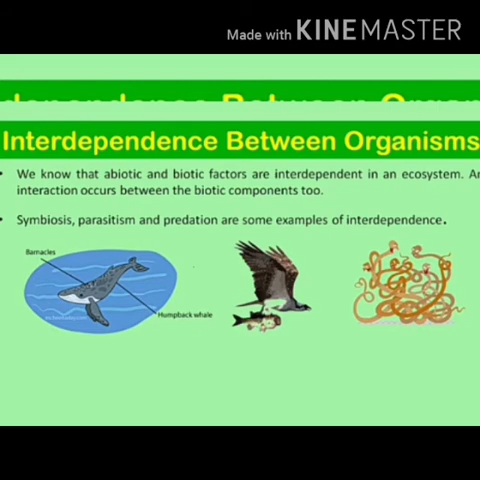 Made with KINEMASTER
Interdependence Between Organisms
• We know that abiotic and biotic factors are interdependent in an ecosystem.
interaction occurs between the biotic components too.
• Symbiosis, parasitism and predation are some examples of interdependence.
Barnacles
Humpback whale